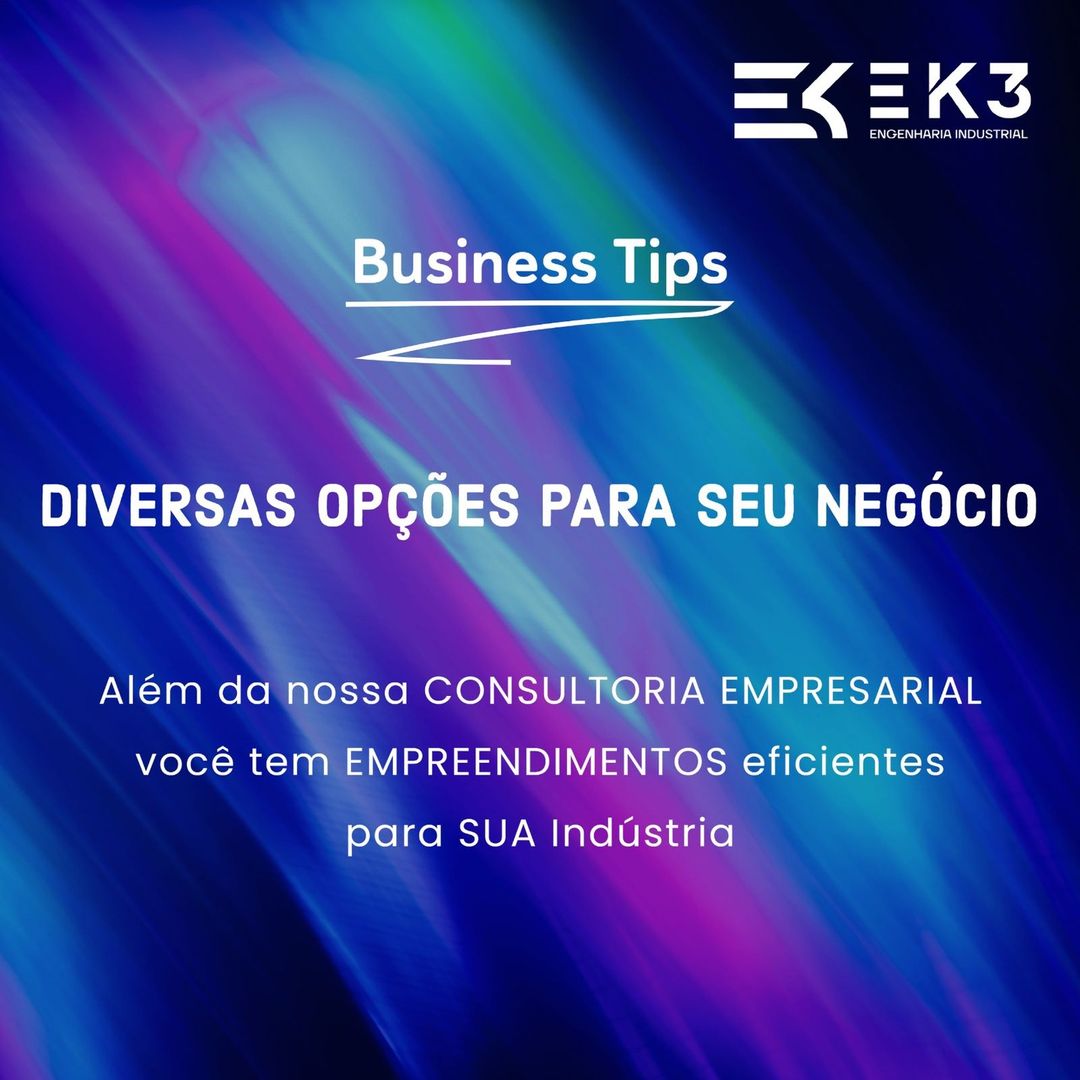 EK3
ENGENHARIA INDUSTRIAL
Business Tips
DIVERSAS OPÇÕES PARA SEU NEGÓCIO
Além da nossa CONSULTORIA EMPRESARIAL
você tem EMPREENDIMENTOS eficientes
para SUA Indústria